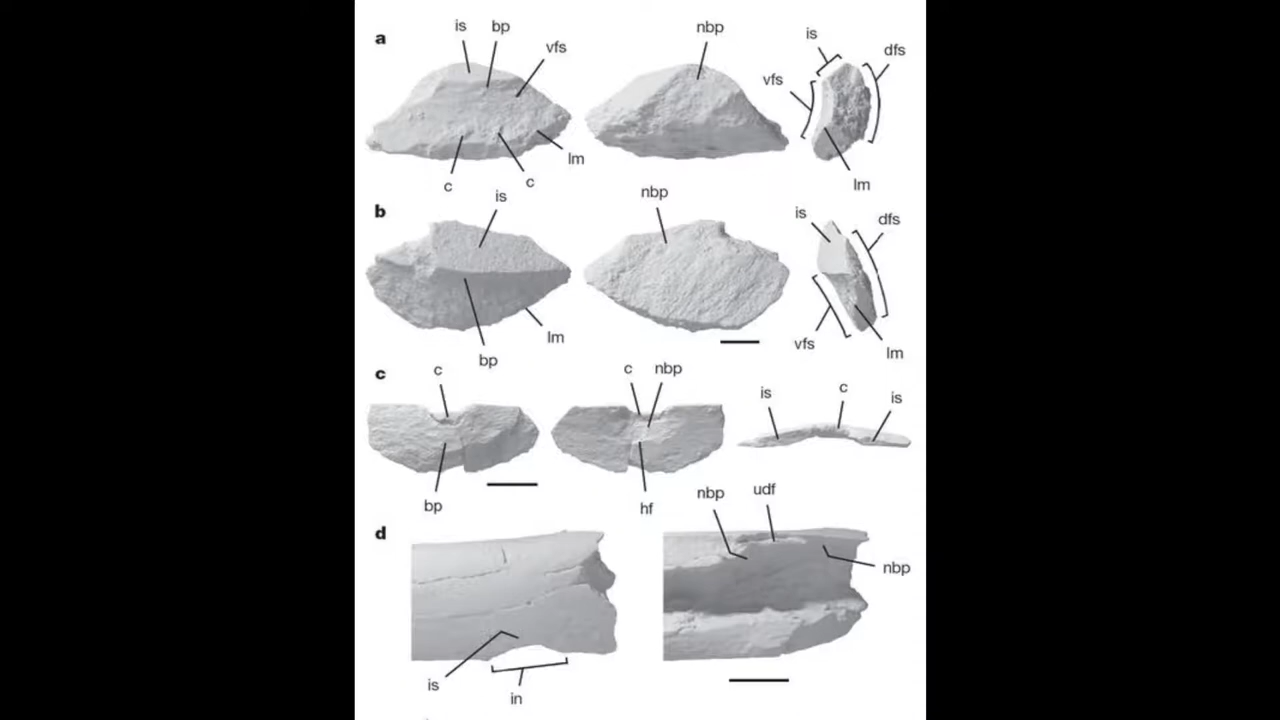 a
is bp vfs nbp is dfs
vfs
lm lm
c c
b
is nbp is dfs
lm vfs lm
bp
c
c c nbp is c is
bp hf
d
nbp udf
nbp
is in